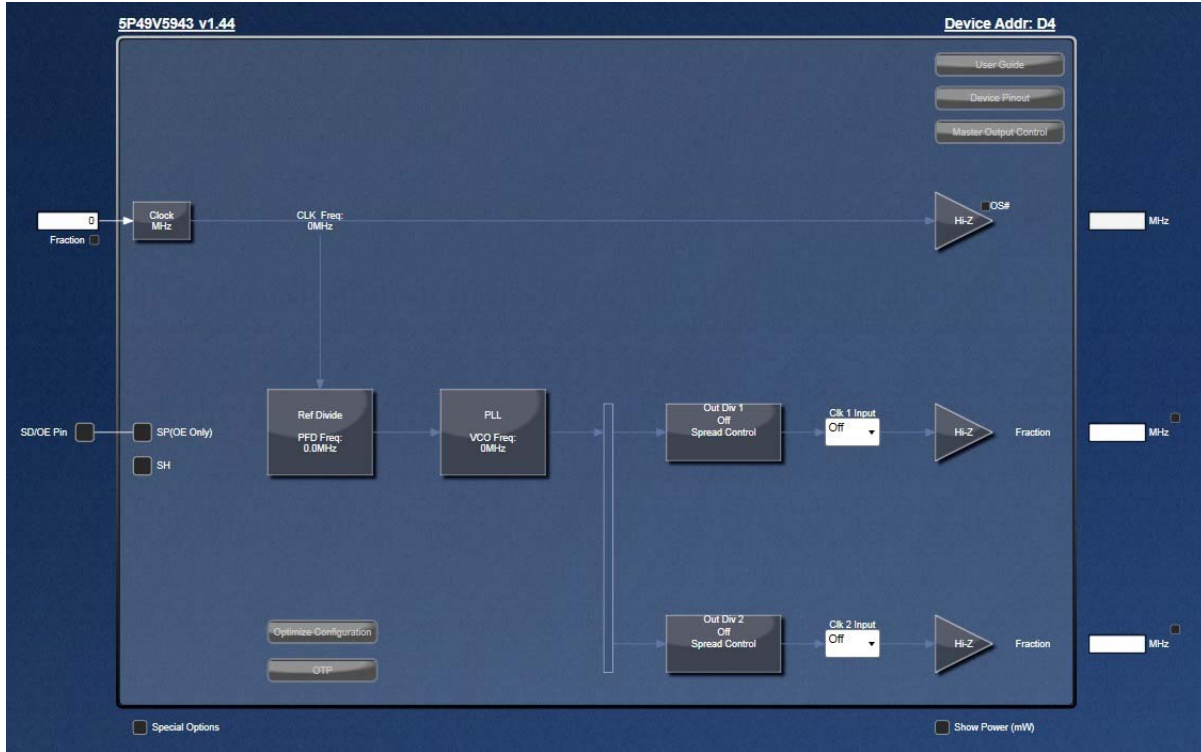 5P49V5943 v1.44
Device Addr: D4
User Guide
Device Pinout
Master Output Control
0
Fraction
Clock
MHz
CLK Freq:
0MHz
Hi-Z
OS#
MHz
SD/OE Pin
SP(OE Only)
SH
Ref Divide
PFD Freq:
0.0MHz
PLL
VCO Freq:
0MHz
Out Div 1
Off
Spread Control
Clk 1 Input
Off
Hi-Z
Fraction
MHz
Optimize Configuration
OTP
Out Div 2
Off
Spread Control
Clk 2 Input
Off
Hi-Z
Fraction
MHz
Special Options
Show Power (mW)